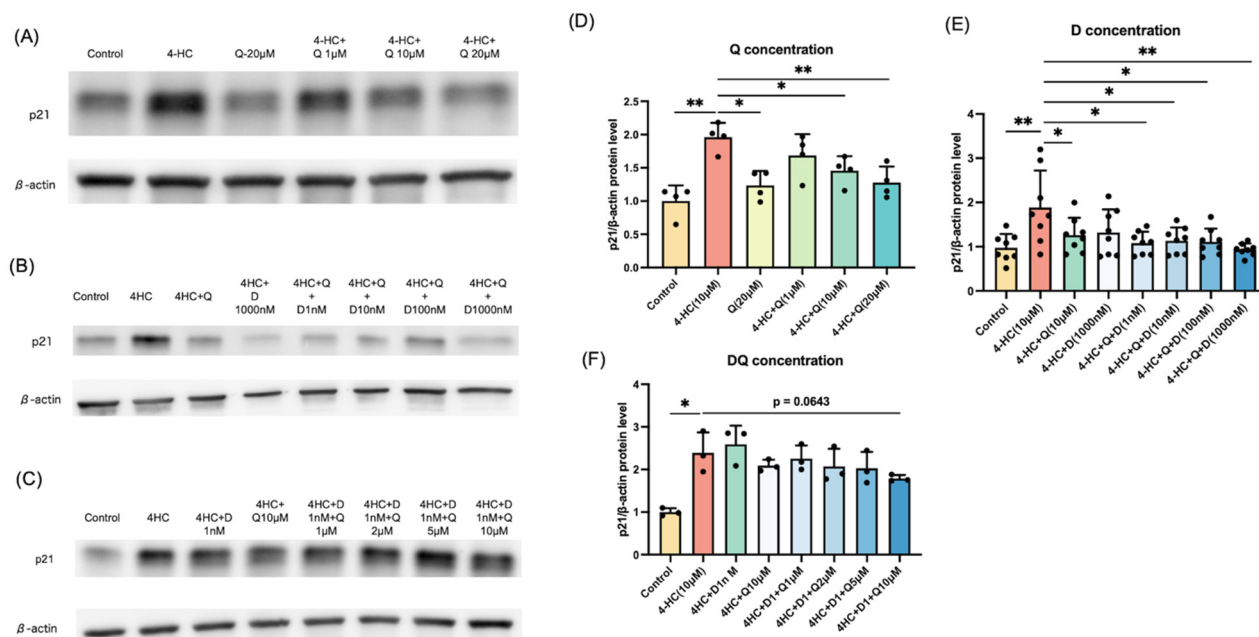 (A)
Control 4-HC Q-20μM 4-HC+ Q 1μM 4-HC+ Q 10μM 4-HC+ Q 20μM
p21
β-actin
(B)
Control 4HC 4HC+Q 4HC+ D 1000nM 4HC+Q + D1nM 4HC+Q + D10nM 4HC+Q + D100nM 4HC+Q + D1000nM
p21
β-actin
(C)
Control 4HC 4HC+D 1nM 4HC+ Q10μM 4HC+D 1nM+Q 1μM 4HC+D 1nM+Q 2μM 4HC+D 1nM+Q 5μM 4HC+D 1nM+Q 10μM
p21
β-actin
(D)
Q concentration
**
*
** *
p21/β-actin protein level
2.5
2.0
1.5
1.0
0.5
0.0
Control
4-HC(10μM)
Q(20μM)
4-HC+Q(1μM)
4-HC+Q(10μM)
4-HC+Q(20μM)
(E)
D concentration
**
*
*
*
** *
p21/β-actin protein level
4
3
2
1
0
Control
4-HC(10μM)
4-HC+Q(10μM)
4-HC+D(1000nM)
4-HC+Q+D(1nM)
4-HC+Q+D(10nM)
4-HC+Q+D(100nM)
4-HC+Q+D(1000nM)
(F)
DQ concentration
* p = 0.0643
p21/β-actin protein level
4
3
2
1
0
Control
4-HC(10μM)
4HC+D1n M
4HC+Q10μM
4HC+D1+Q1μM
4HC+D1+Q2μM
4HC+D1+Q5μM
4HC+D1+Q10μM